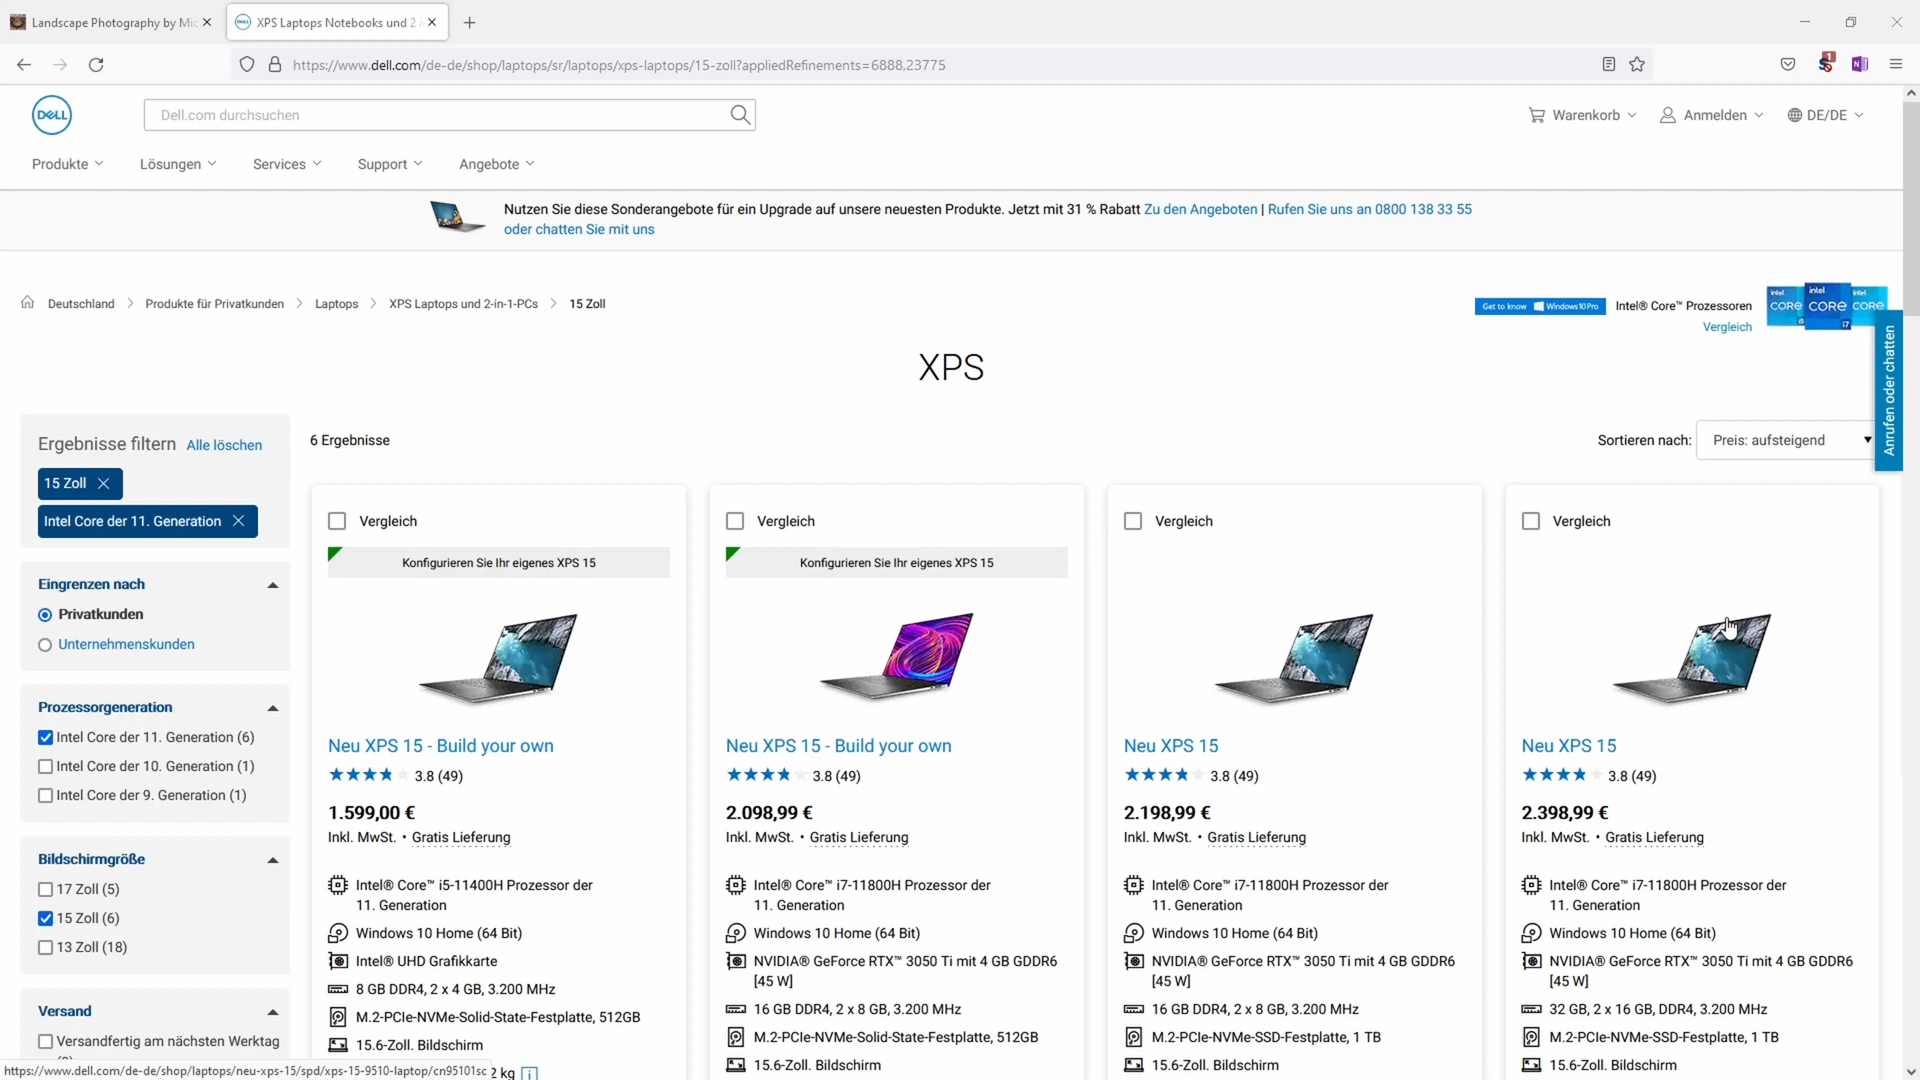 Landscape Photography by Mic
XPS Laptops Notebooks und 2
https://www.dell.com/de-de/shop/laptops/sr/laptops/xps-laptops/15-zoll?appliedRefinements=6888,23775
1
DELL
Dell.com durchsuchen
Warenkorb
Anmelden
DE/DE
Produkte
Lösungen
Services
Support
Angebote
Nutzen Sie diese Sonderangebote für ein Upgrade auf unsere neuesten Produkte. Jetzt mit 31 % Rabatt Zu den Angeboten | Rufen Sie uns an 0800 138 33 55
oder chatten Sie mit uns
Deutschland
Produkte für Privatkunden
Laptops
XPS Laptops und 2-in-1-PCs
15 Zoll
Get to know Windows 10 Pro
Intel® Core™ Prozessoren
Vergleich
intel CORE i5
intel CORE i7
intel CORE
Anrufen oder chatten
XPS
Ergebnisse filtern
Alle löschen
15 Zoll
Intel Core der 11. Generation
6 Ergebnisse
Sortieren nach:
Preis: aufsteigend
Eingrenzen nach
Privatkunden
Unternehmenskunden
Prozessorgeneration
Intel Core der 11. Generation (6)
Intel Core der 10. Generation (1)
Intel Core der 9. Generation (1)
Bildschirmgröße
17 Zoll (5)
15 Zoll (6)
13 Zoll (18)
Versand
Versandfertig am nächsten Werktag
Vergleich
Konfigurieren Sie Ihr eigenes XPS 15
Neu XPS 15 - Build your own
3.8 (49)
1.599,00 €
Inkl. MwSt. • Gratis Lieferung
Intel® Core™ i5-11400H Prozessor der
11. Generation
Windows 10 Home (64 Bit)
Intel® UHD Grafikkarte
8 GB DDR4, 2 x 4 GB, 3.200 MHz
M.2-PCIe-NVMe-Solid-State-Festplatte, 512GB
15.6-Zoll. Bildschirm
2 kg
Vergleich
Konfigurieren Sie Ihr eigenes XPS 15
Neu XPS 15 - Build your own
3.8 (49)
2.098,99 €
Inkl. MwSt. • Gratis Lieferung
Intel® Core™ i7-11800H Prozessor der
11. Generation
Windows 10 Home (64 Bit)
NVIDIA® GeForce RTX™ 3050 Ti mit 4 GB GDDR6
[45 W]
16 GB DDR4, 2 x 8 GB, 3.200 MHz
M.2-PCIe-NVMe-Solid-State-Festplatte, 512GB
15.6-Zoll. Bildschirm
Vergleich
Neu XPS 15
3.8 (49)
2.198,99 €
Inkl. MwSt. • Gratis Lieferung
Intel® Core™ i7-11800H Prozessor der
11. Generation
Windows 10 Home (64 Bit)
NVIDIA® GeForce RTX™ 3050 Ti mit 4 GB GDDR6
[45 W]
16 GB DDR4, 2 x 8 GB, 3.200 MHz
M.2-PCIe-NVMe-SSD-Festplatte, 1 TB
15.6-Zoll. Bildschirm
Vergleich
Neu XPS 15
3.8 (49)
2.398,99 €
Inkl. MwSt. • Gratis Lieferung
Intel® Core™ i7-11800H Prozessor der
11. Generation
Windows 10 Home (64 Bit)
NVIDIA® GeForce RTX™ 3050 Ti mit 4 GB GDDR6
[45 W]
32 GB, 2 x 16 GB, DDR4, 3.200 MHz
M.2-PCIe-NVMe-SSD-Festplatte, 1 TB
15.6-Zoll. Bildschirm
https://www.dell.com/de-de/shop/laptops/neu-xps-15/spd/xps-15-9510-laptop/cn95101sc